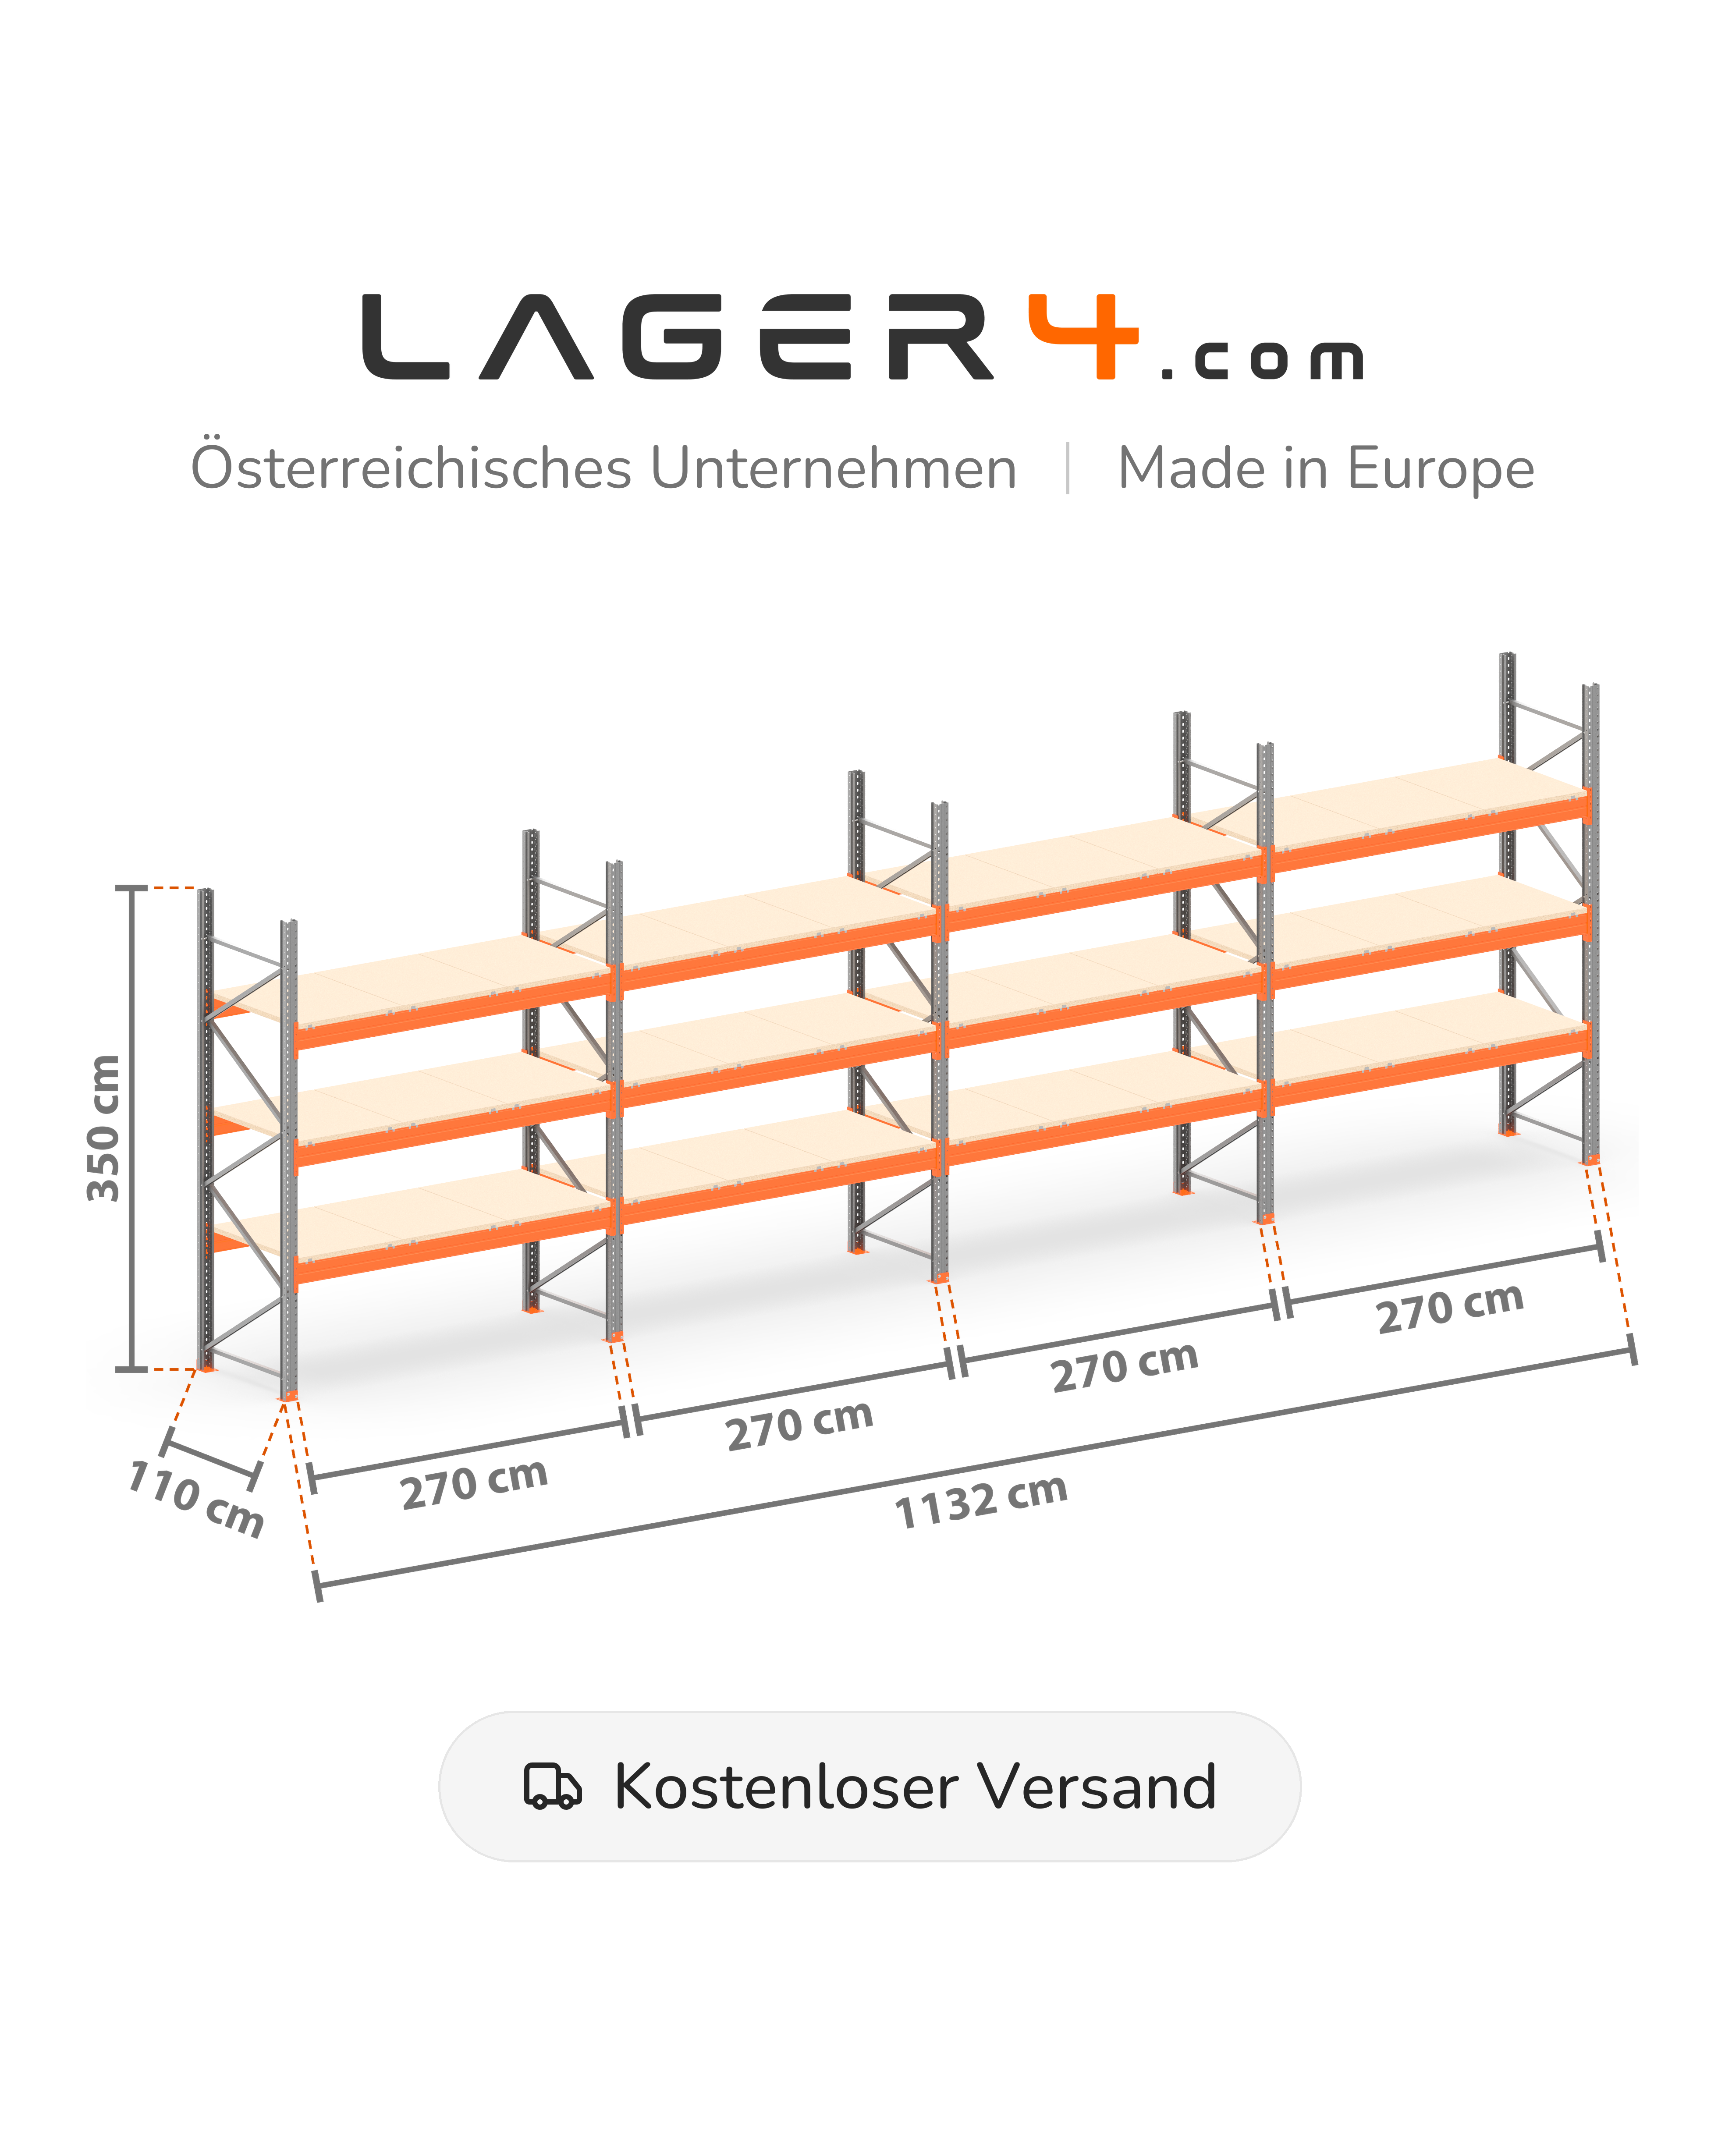 LAGER4.com
Österreichisches Unternehmen | Made in Europe
350 cm
110 cm
270 cm
270 cm
270 cm
270 cm
1132 cm
Kostenloser Versand